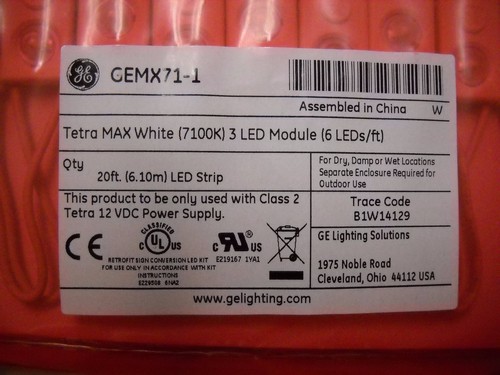 GE GEMX71-1
Assembled in China W
Tetra MAX White (7100K) 3 LED Module (6 LEDs/ft)
Qty
20ft. (6.10m) LED Strip
For Dry, Damp or Wet Locations
Separate Enclosure Required for
Outdoor Use
This product to be only used with Class 2
Tetra 12 VDC Power Supply.
Trace Code
B1W14129
CE
CLASSIFIED
C UL US
RETROFIT SIGN CONVERSION LED KIT
FOR USE ONLY IN ACCORDANCE WITH KIT
INSTRUCTIONS
E229508 6NA2
c RU US
E219167 1YA1
GE Lighting Solutions
1975 Noble Road
Cleveland, Ohio 44112 USA
www.gelighting.com